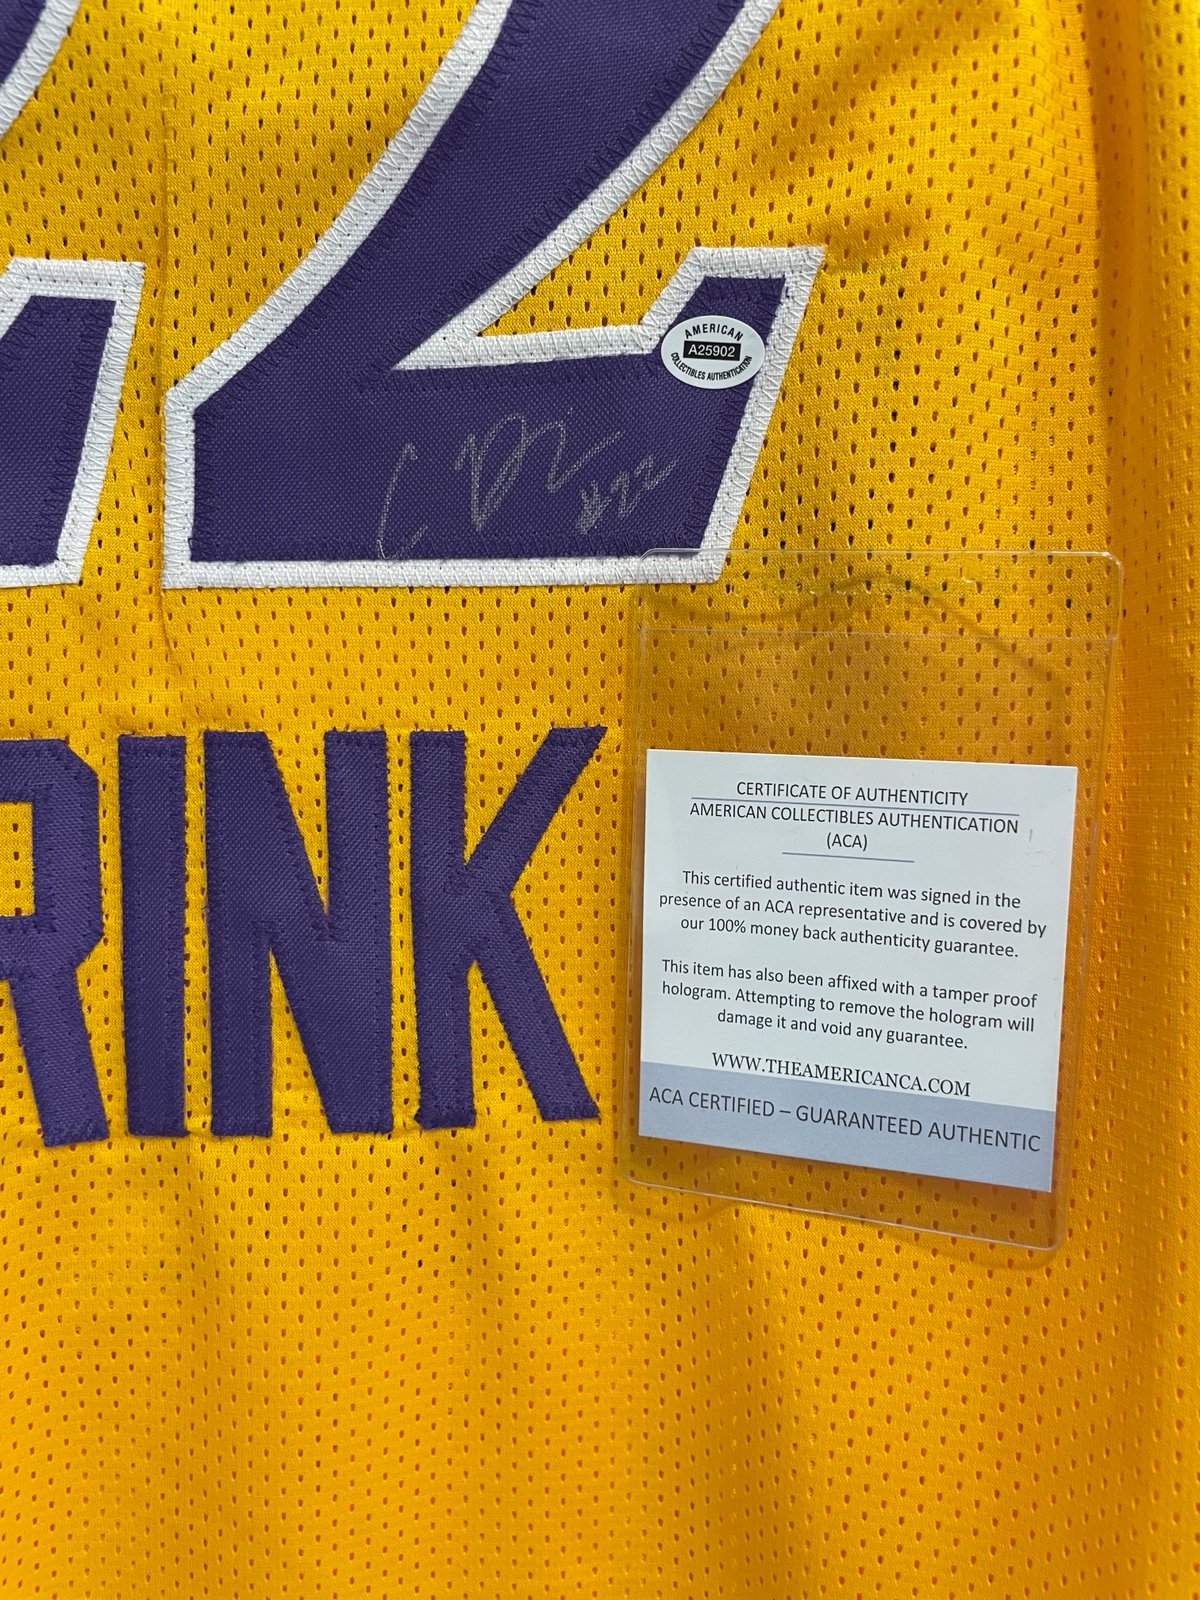 22
AMERICAN
A25902
COLLECTIBLES AUTHENTICATION
#22
RINK
CERTIFICATE OF AUTHENTICITY
AMERICAN COLLECTIBLES AUTHENTICATION
(ACA)
This certified authentic item was signed in the
presence of an ACA representative and is covered by
our 100% money back authenticity guarantee.
This item has also been affixed with a tamper proof
hologram. Attempting to remove the hologram will
damage it and void any guarantee.
WWW.THEAMERICANCA.COM
ACA CERTIFIED – GUARANTEED AUTHENTIC